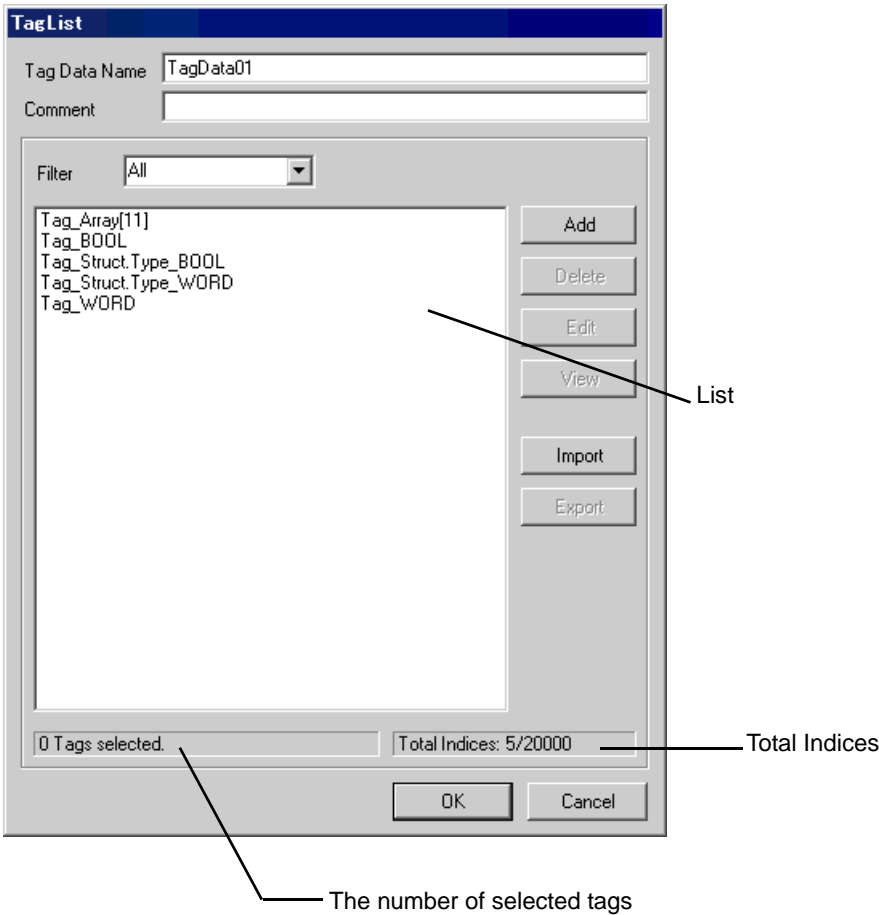 TagList
Tag Data Name TagData01
Comment
Filter All
Tag_Array[11]
Tag_BOOL
Tag_Struct.Type_BOOL
Tag_Struct.Type_WORD
Tag_WORD
Add
Delete
Edit
View
List
Import
Export
0 Tags selected.
Total Indices: 5/20000
Total Indices
OK
Cancel
The number of selected tags